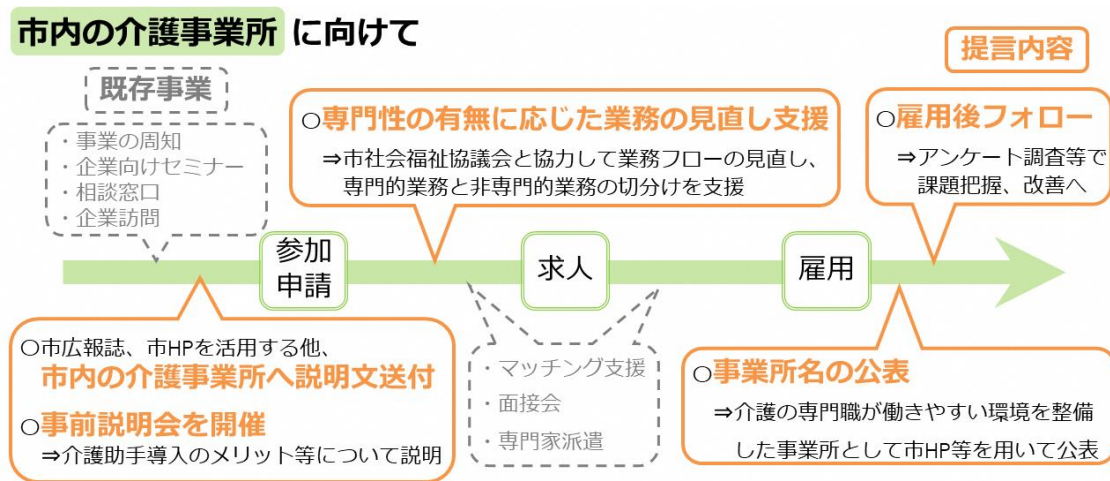 市内の介護事業所 に向けて
提言内容
既存事業
・事業の周知
・企業向けセミナー
・相談窓口
・企業訪問
○専門性の有無に応じた業務の見直し支援
⇒市社会福祉協議会と協力して業務フローの見直し、
専門的業務と非専門的業務の切分けを支援
○雇用後フォロー
⇒アンケート調査等で
課題把握、改善へ
参加
申請
求人
雇用
○市広報誌、市HPを活用する他、
市内の介護事業所へ説明文送付
○事前説明会を開催
⇒介護助手導入のメリット等について説明
・マッチング支援
・面接会
・専門家派遣
○事業所名の公表
⇒介護の専門職が働きやすい環境を整備
した事業所として市HP等を用いて公表